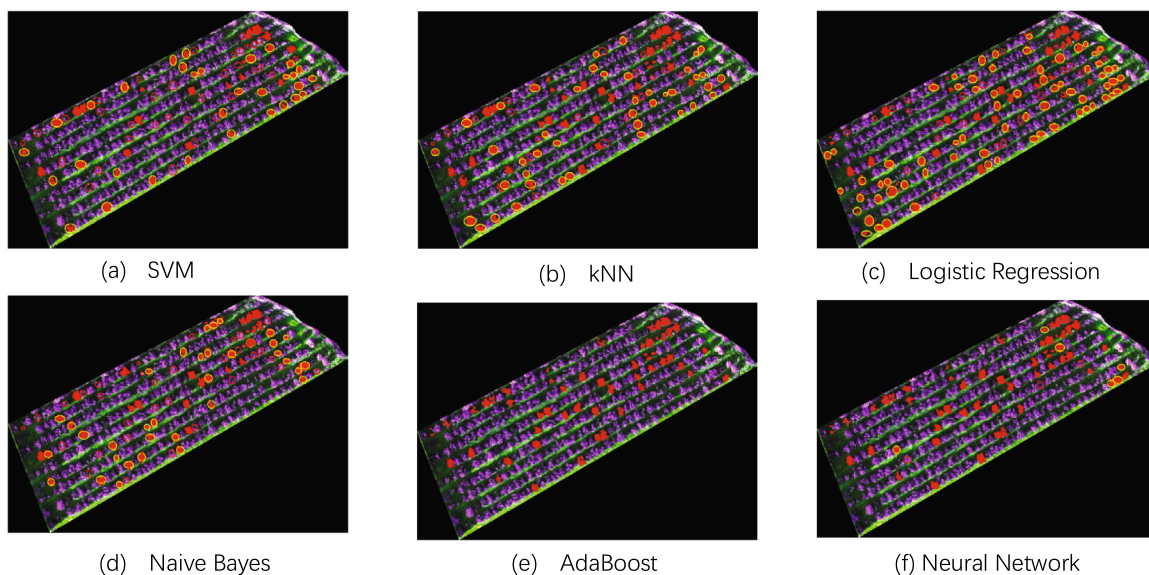 (a) SVM
(b) kNN
(c) Logistic Regression
(d) Naive Bayes
(e) AdaBoost
(f) Neural Network